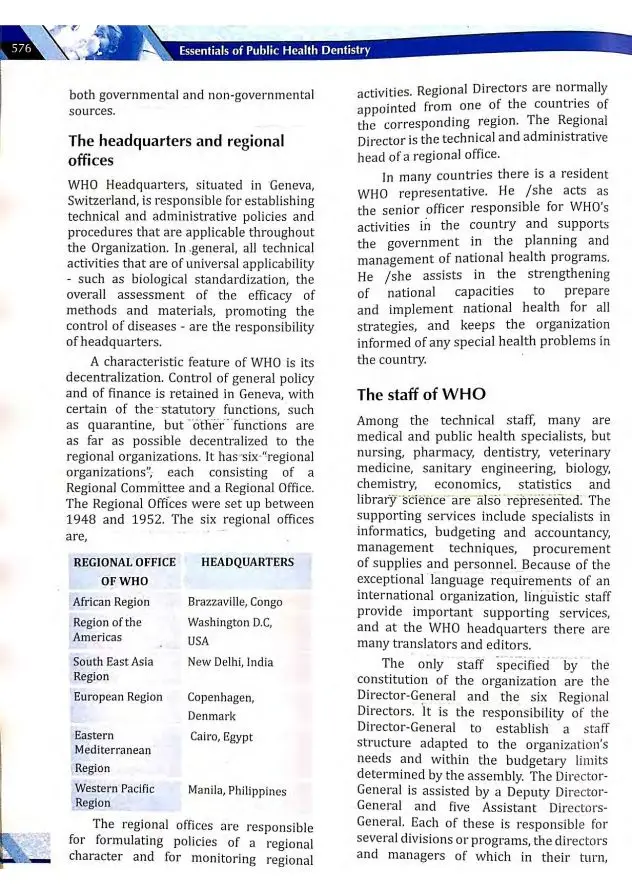 576
Essentials of Public Health Dentistry
both governmental and non-governmental
sources.
The headquarters and regional
offices
WHO Headquarters, situated in Geneva,
Switzerland, is responsible for establishing
technical and administrative policies and
procedures that are applicable throughout
the Organization. In general, all technical
activities that are of universal applicability
- such as biological standardization, the
overall assessment of the efficacy of
methods and materials, promoting the
control of diseases - are the responsibility
of headquarters.
A characteristic feature of WHO is its
decentralization. Control of general policy
and of finance is retained in Geneva, with
certain of the statutory functions, such
as quarantine, but other functions are
as far as possible decentralized to the
regional organizations. It has six "regional
organizations", each consisting of a
Regional Committee and a Regional Office.
The Regional Offices were set up between
1948 and 1952. The six regional offices
are,
REGIONAL OFFICE HEADQUARTERS
OF WHO
African Region Brazzaville, Congo
Region of the Washington D.C,
Americas USA
South East Asia New Delhi, India
Region
European Region Copenhagen,
Denmark
Eastern Cairo, Egypt
Mediterranean
Region
Western Pacific Manila, Philippines
Region
The regional offices are responsible
for formulating policies of a regional
character and for monitoring regional
activities. Regional Directors are normally
appointed from one of the countries of
the corresponding region. The Regional
Director is the technical and administrative
head of a regional office.
In many countries there is a resident
WHO representative. He /she acts as
the senior officer responsible for WHO's
activities in the country and supports
the government in the planning and
management of national health programs.
He /she assists in the strengthening
of national capacities to prepare
and implement national health for all
strategies, and keeps the organization
informed of any special health problems in
the country.
The staff of WHO
Among the technical staff, many are
medical and public health specialists, but
nursing, pharmacy, dentistry, veterinary
medicine, sanitary engineering, biology,
chemistry, economics, statistics and
library science are also represented. The
supporting services include specialists in
informatics, budgeting and accountancy,
management techniques, procurement
of supplies and personnel. Because of the
exceptional language requirements of an
international organization, linguistic staff
provide important supporting services,
and at the WHO headquarters there are
many translators and editors.
The only staff specified by the
constitution of the organization are the
Director-General and the six Regional
Directors. It is the responsibility of the
Director-General to establish a staff
structure adapted to the organization's
needs and within the budgetary limits
determined by the assembly. The Director-
General is assisted by a Deputy Director-
General and five Assistant Directors-
General. Each of these is responsible for
several divisions or programs, the directors
and managers of which in their turn,